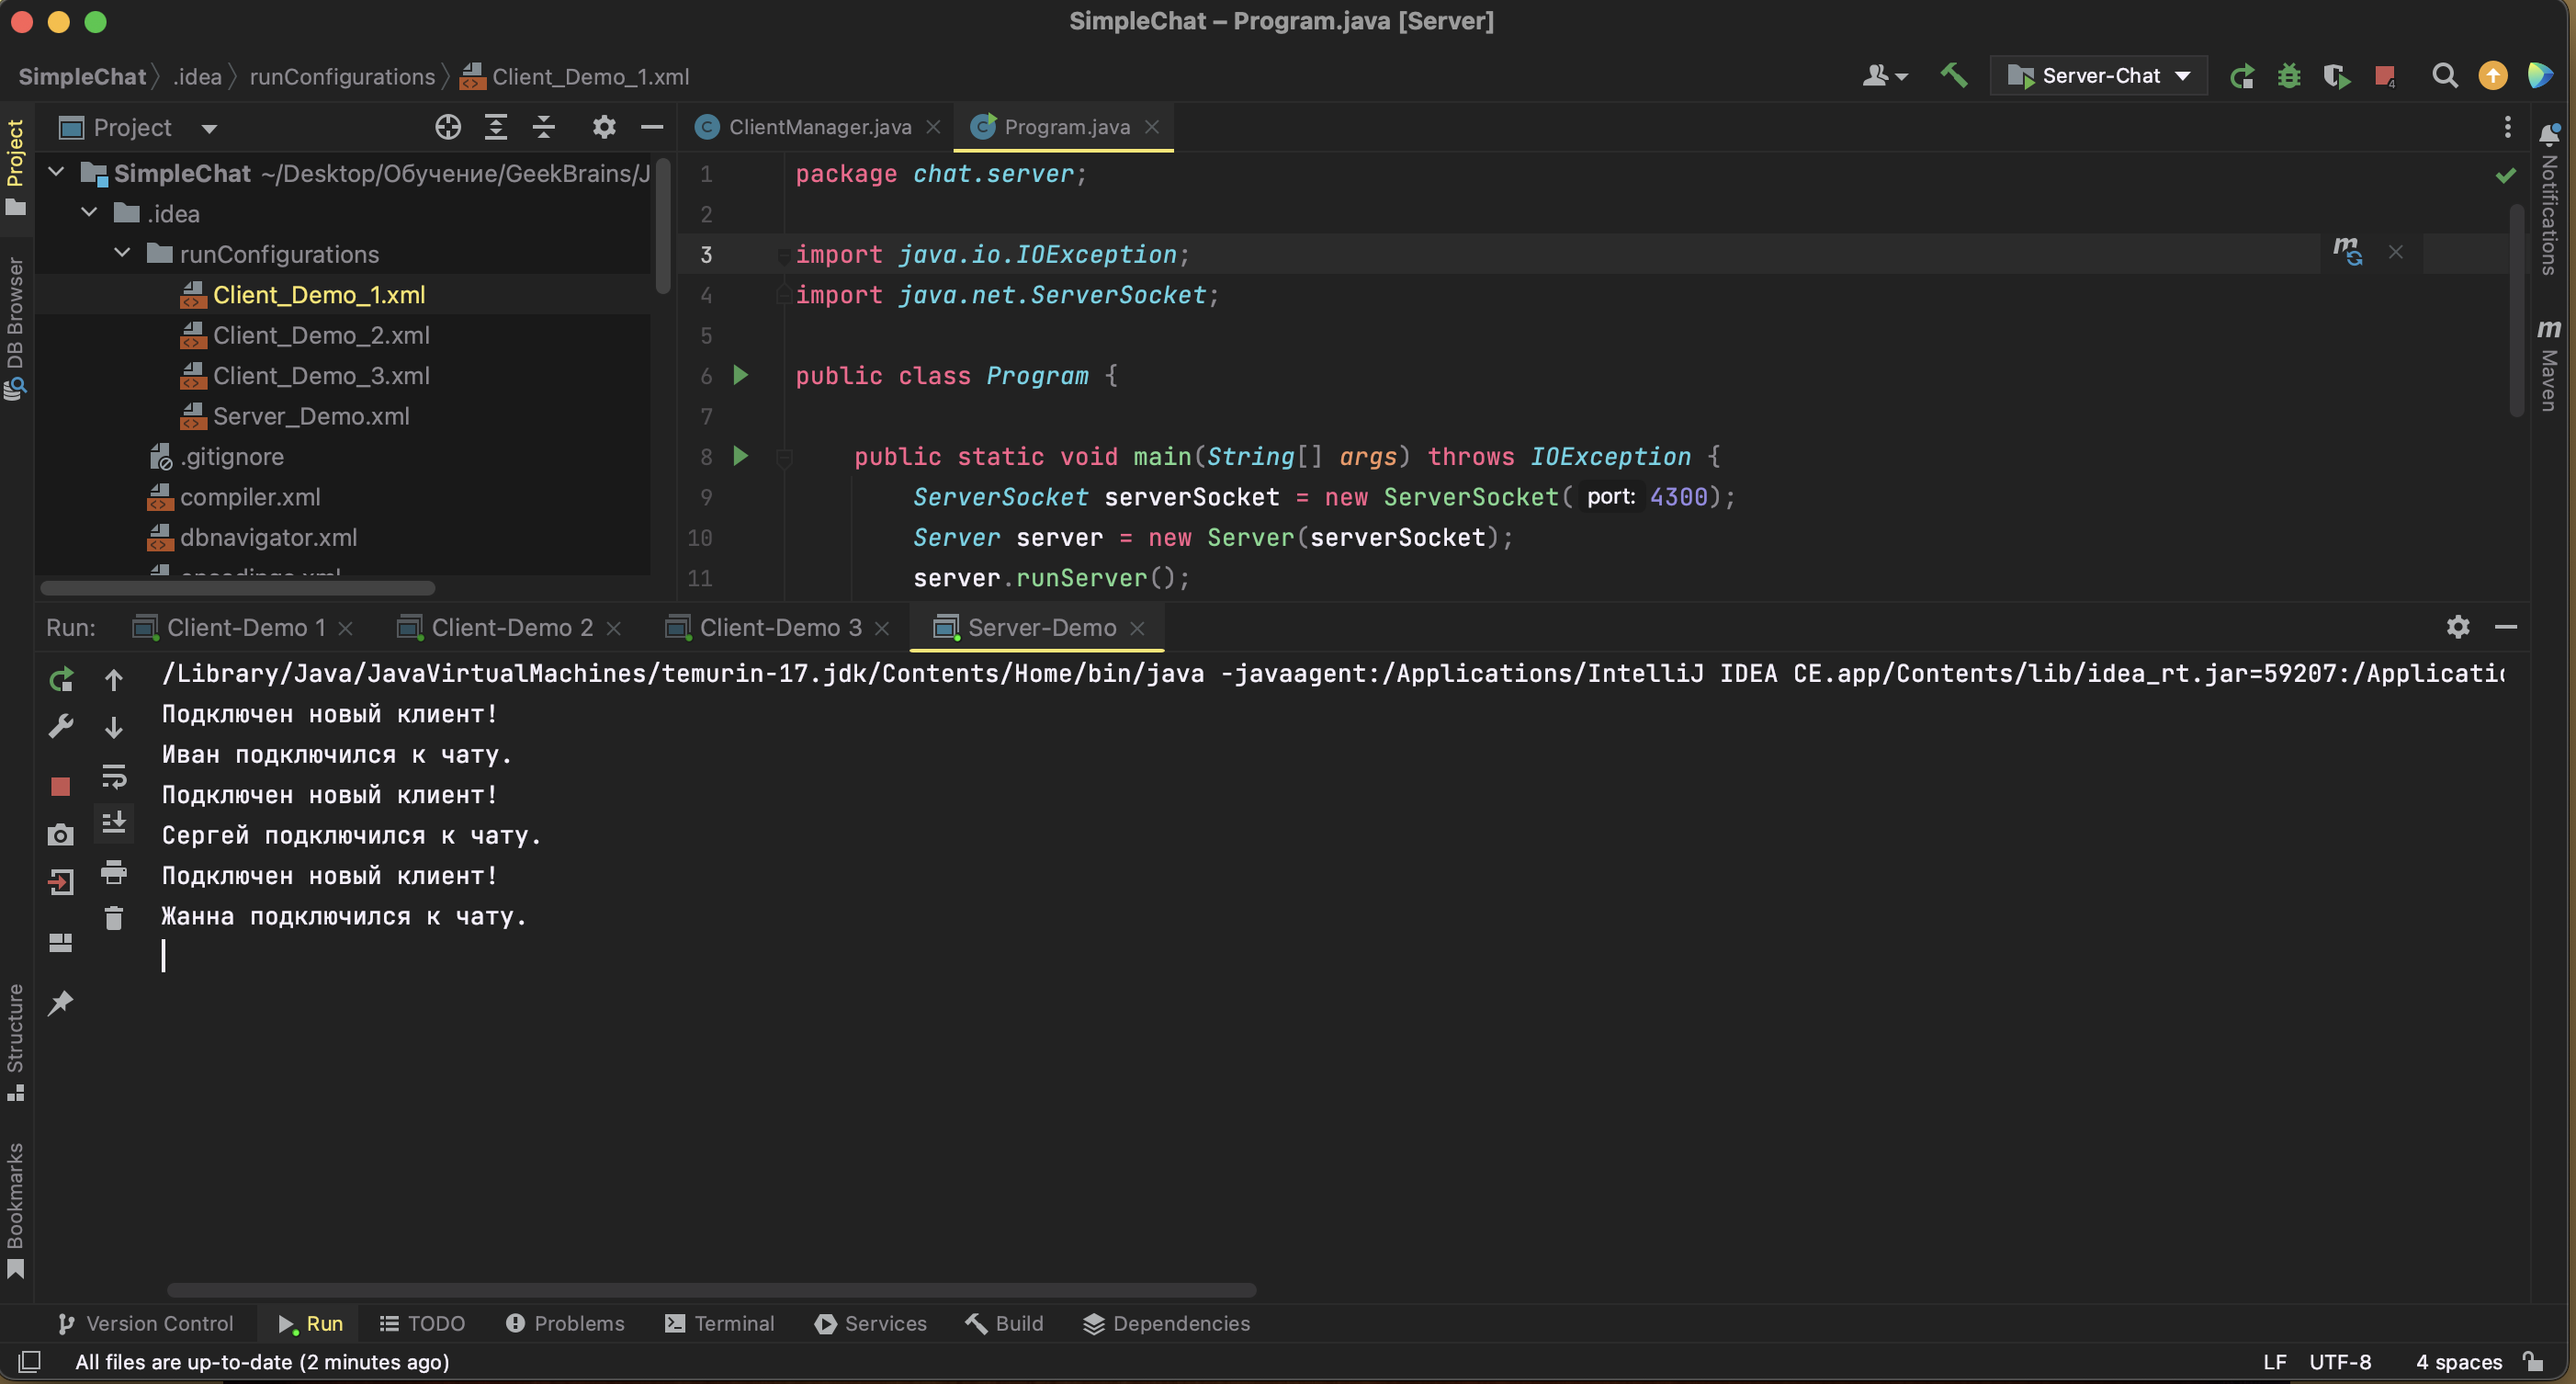 SimpleChat – Program.java [Server]
SimpleChat .idea runConfigurations Client_Demo_1.xml
Server-Chat
4
Project
ClientManager.java
Program.java
Project
DB Browser
Structure
Bookmarks
Notifications
Maven
SimpleChat ~/Desktop/Обучение/GeekBrains/J
.idea
runConfigurations
Client_Demo_1.xml
Client_Demo_2.xml
Client_Demo_3.xml
Server_Demo.xml
.gitignore
compiler.xml
dbnavigator.xml
1 package chat.server;
2
3 import java.io.IOException;
4 import java.net.ServerSocket;
5
6 public class Program {
7
8 public static void main(String[] args) throws IOException {
9 ServerSocket serverSocket = new ServerSocket( port: 4300);
10 Server server = new Server(serverSocket);
11 server.runServer();
Run: Client-Demo 1 Client-Demo 2 Client-Demo 3 Server-Demo
/Library/Java/JavaVirtualMachines/temurin-17.jdk/Contents/Home/bin/java -javaagent:/Applications/IntelliJ IDEA CE.app/Contents/lib/idea_rt.jar=59207:/Applicatio
Подключен новый клиент!
Иван подключился к чату.
Подключен новый клиент!
Сергей подключился к чату.
Подключен новый клиент!
Жанна подключился к чату.
Version Control Run TODO Problems Terminal Services Build Dependencies
All files are up-to-date (2 minutes ago)
LF UTF-8 4 spaces